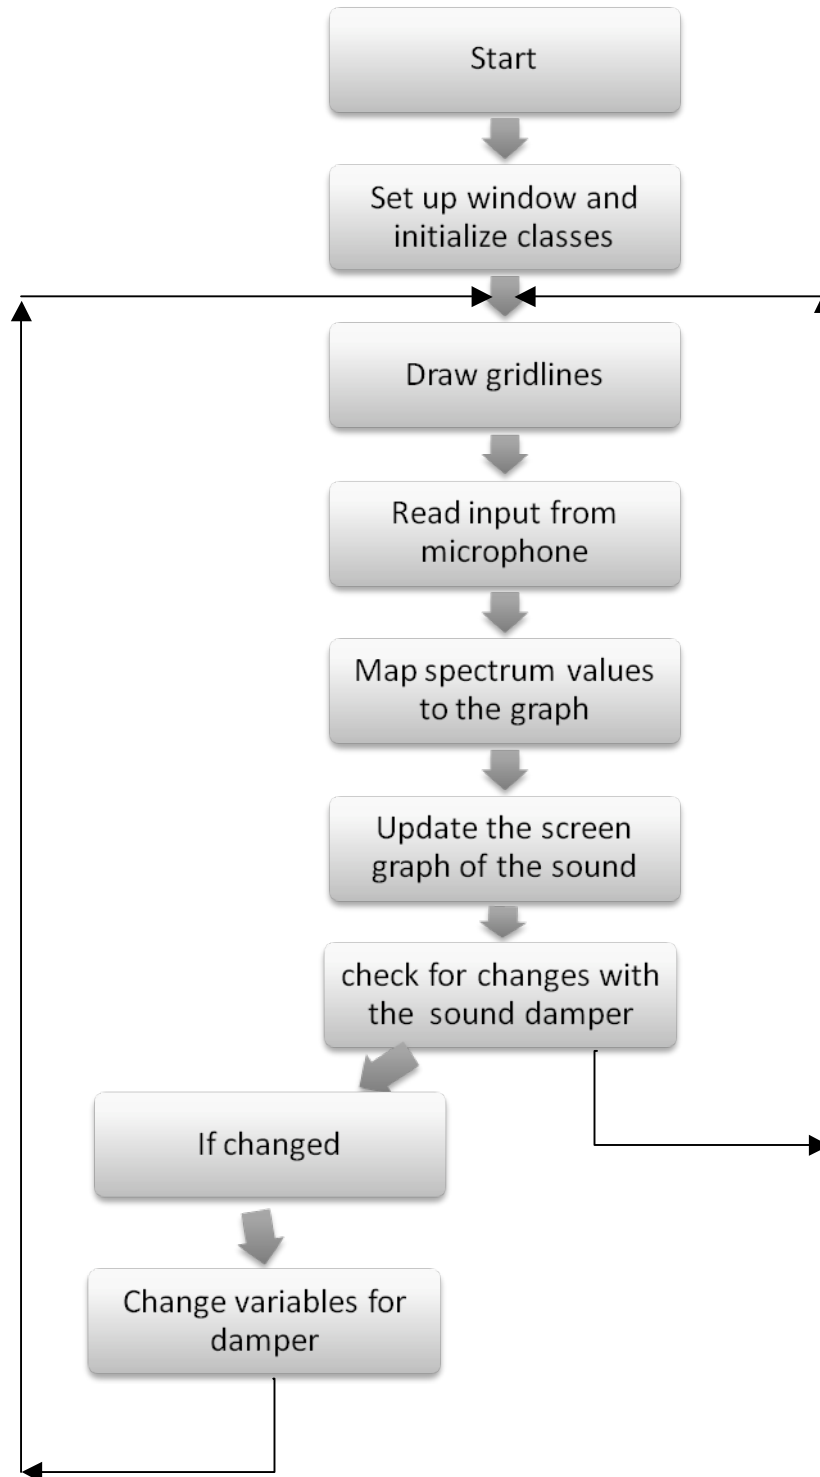 Start
Set up window and
initialize classes
Draw gridlines
Read input from
microphone
Map spectrum values
to the graph
Update the screen
graph of the sound
check for changes with
the sound damper
If changed
Change variables for
damper